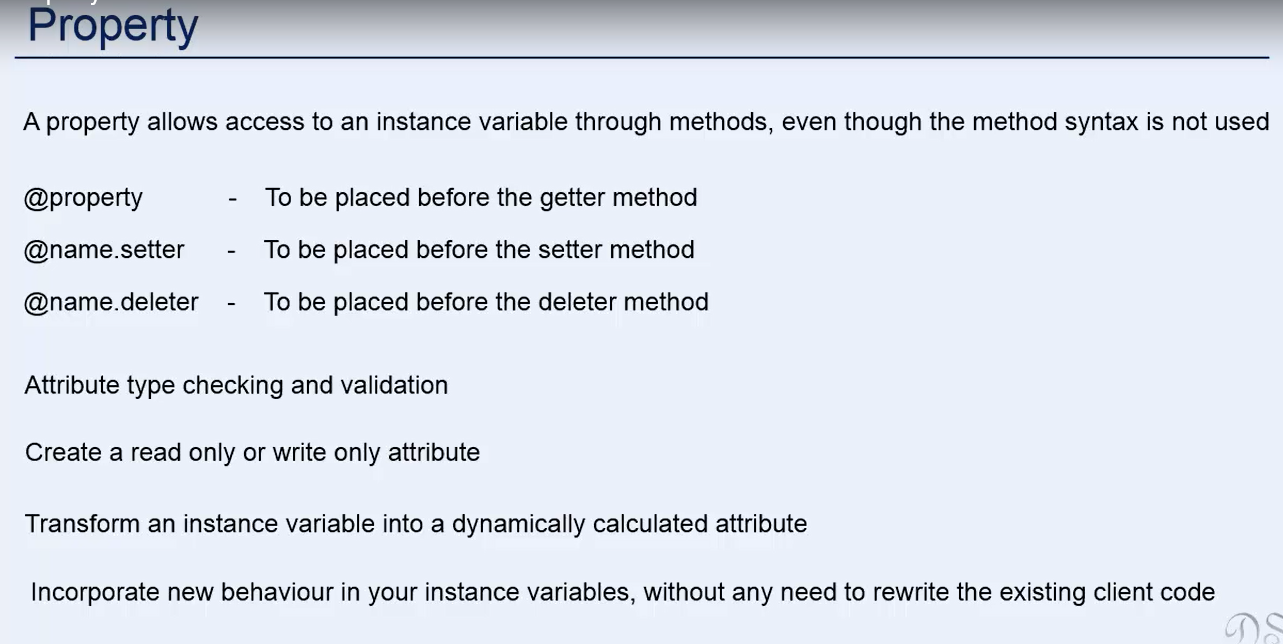 Property
A property allows access to an instance variable through methods, even though the method syntax is not used
@property - To be placed before the getter method
@name.setter - To be placed before the setter method
@name.deleter - To be placed before the deleter method
Attribute type checking and validation
Create a read only or write only attribute
Transform an instance variable into a dynamically calculated attribute
Incorporate new behaviour in your instance variables, without any need to rewrite the existing client code